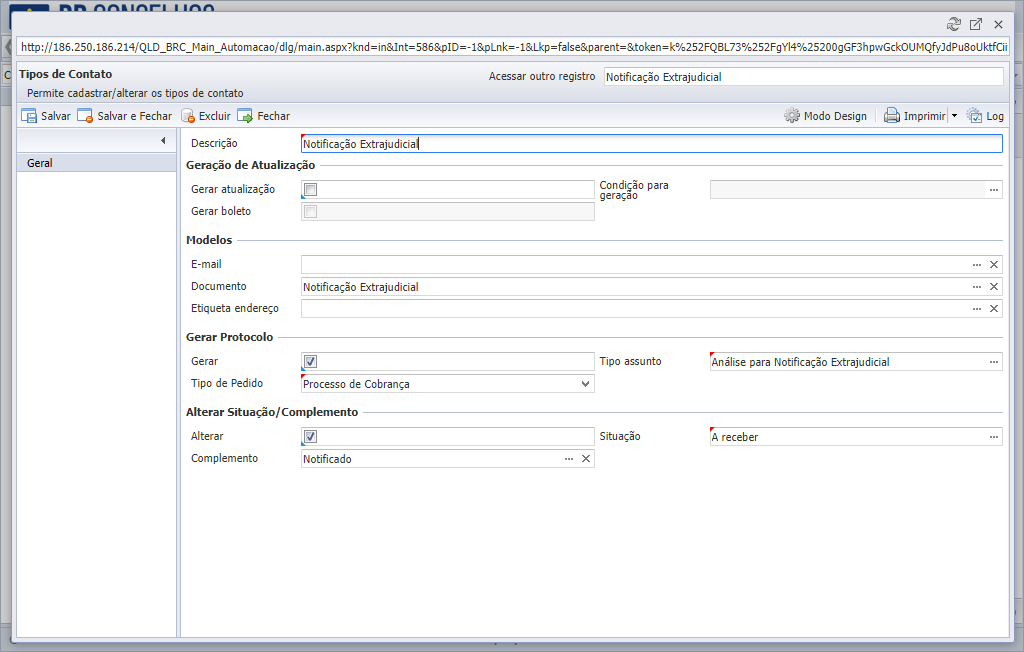 http://186.250.186.214/QLD_BRC_Main_Automacao/dlg/main.aspx?knd=in&Int=586&pID=-1&pLnk=-1&Lkp=false&parent=&token=k%252FQBL73%252FgYl4%25200gGF3hpwGckOUMQfyJdPu8oUktfCii
Tipos de Contato
Acessar outro registro Notificação Extrajudicial
Permite cadastrar/alterar os tipos de contato
Salvar Salvar e Fechar Excluir Fechar Modo Design Imprimir Log
Geral
Descrição Notificação Extrajudicial
Geração de Atualização
Gerar atualização Condição para geração
Gerar boleto
Modelos
E-mail
Documento Notificação Extrajudicial
Etiqueta endereço
Gerar Protocolo
Gerar Tipo assunto Análise para Notificação Extrajudicial
Tipo de Pedido Processo de Cobrança
Alterar Situação/Complemento
Alterar Situação A receber
Complemento Notificado